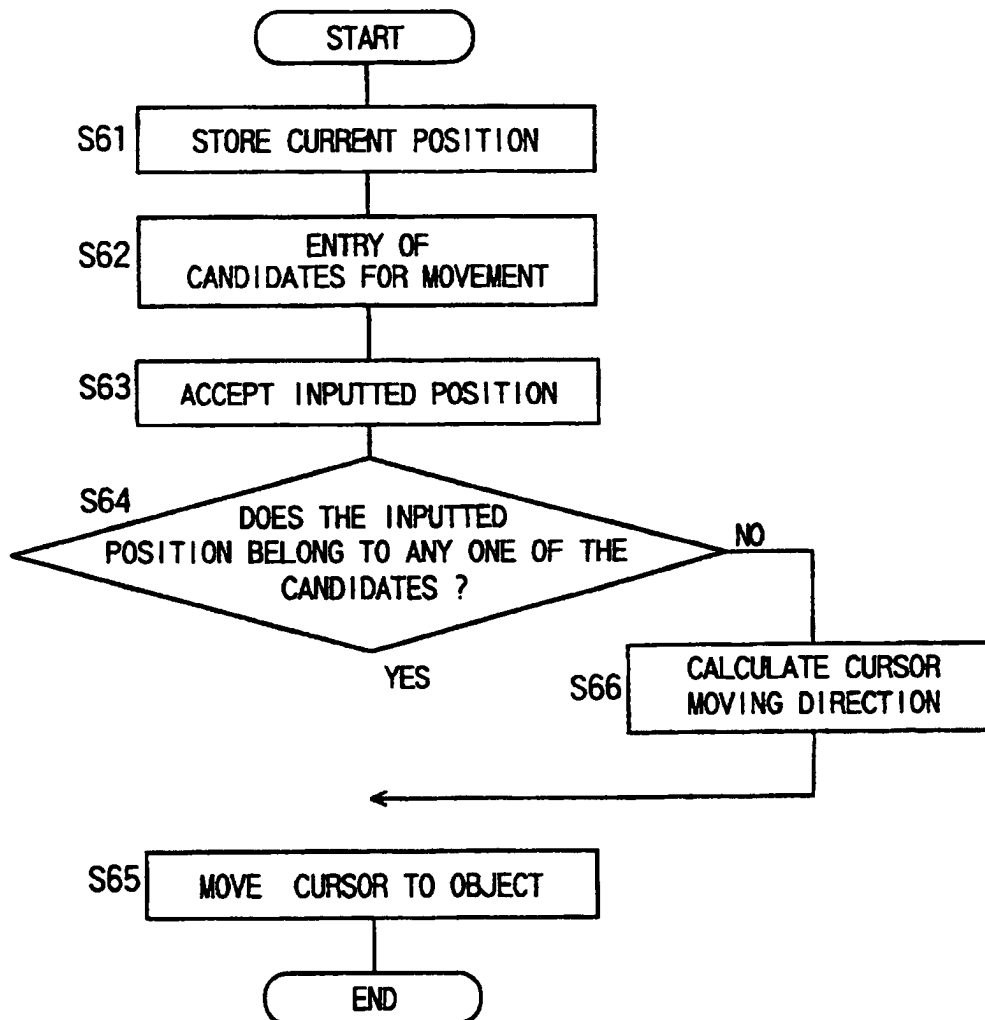 START
S61
STORE CURRENT POSITION
S62
ENTRY OF
CANDIDATES FOR MOVEMENT
S63
ACCEPT INPUTTED POSITION
S64
DOES THE INPUTTED
POSITION BELONG TO ANY ONE OF THE
CANDIDATES ?
NO
YES
S66
CALCULATE CURSOR
MOVING DIRECTION
S65
MOVE CURSOR TO OBJECT
END